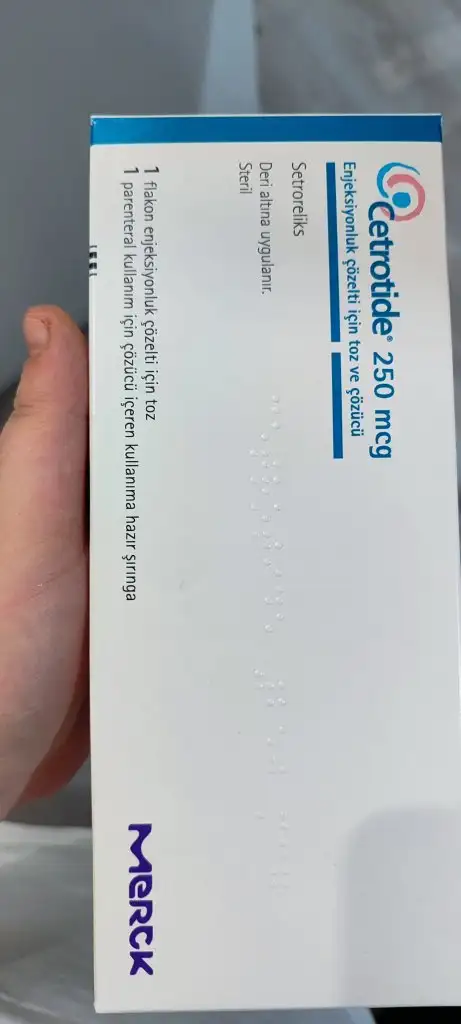 Cetrotide® 250 mcg
Enjeksiyonluk çözelti için toz ve çözücü
Setroreliks
Deri altına uygulanır.
Steril
1 flakon enjeksiyonluk çözelti için toz
1 parenteral kullanım için çözücü içeren kullanıma hazır şırınga
MERCK